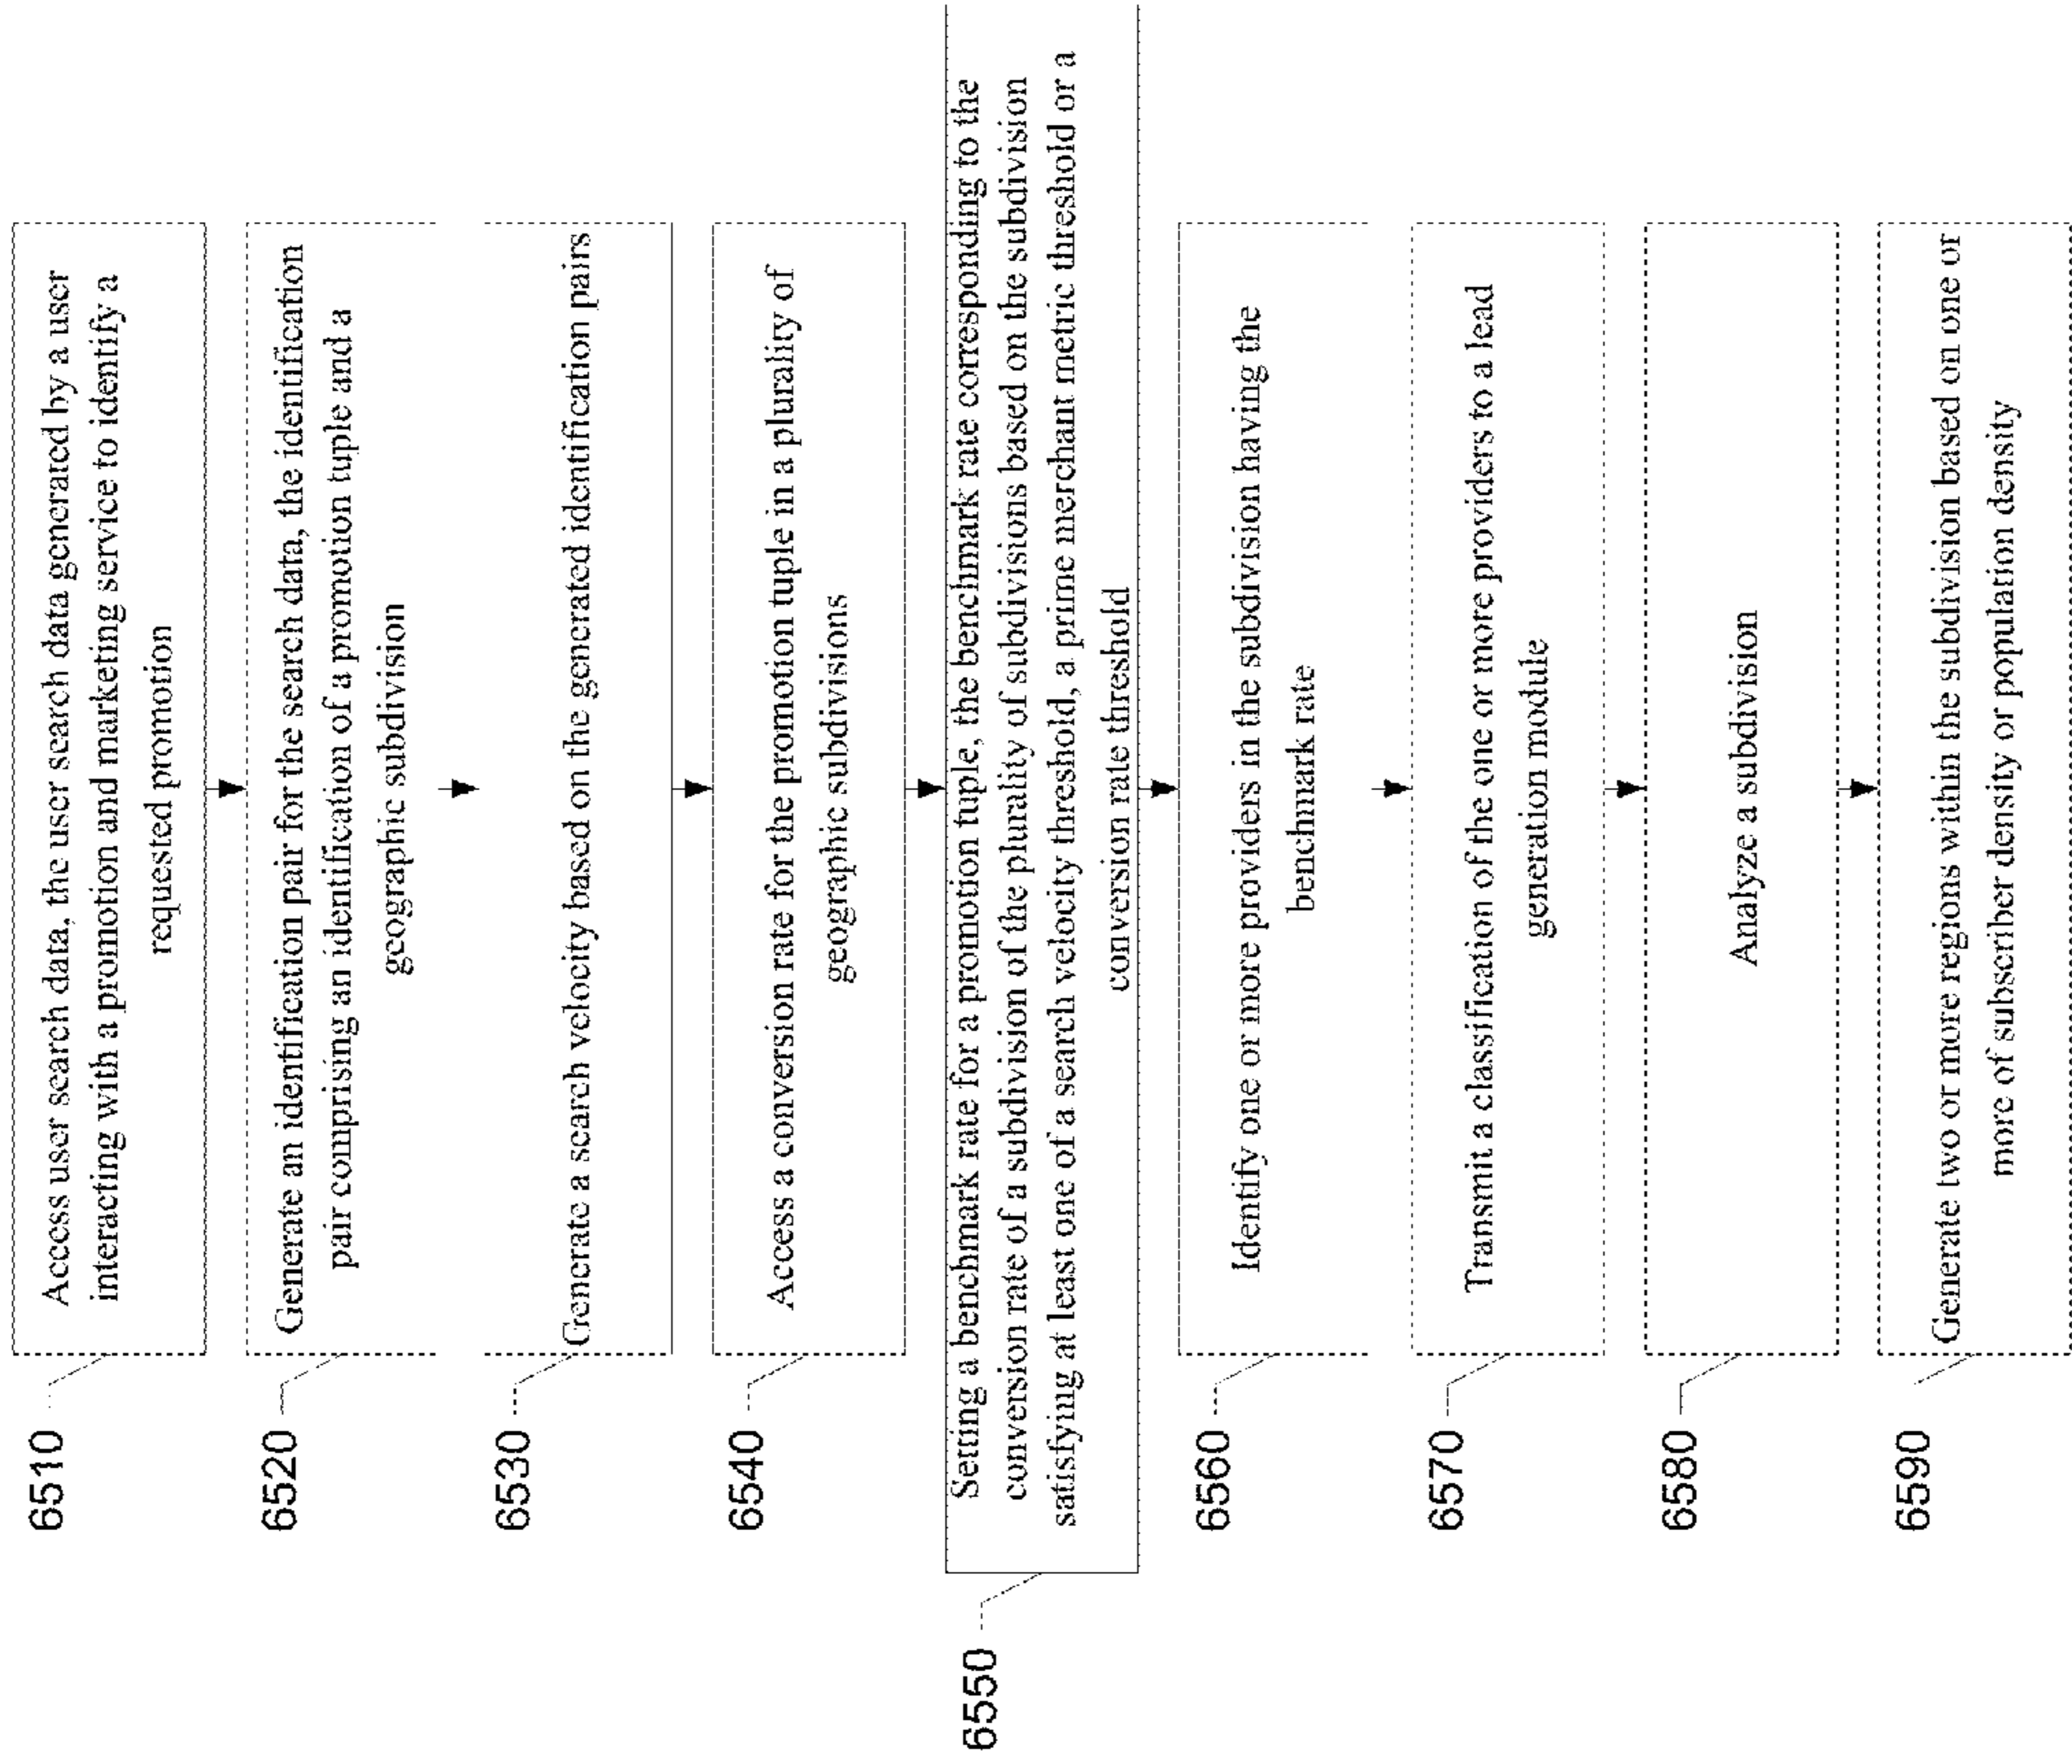 6510
Access user search data, the user search data generated by a user
interacting with a promotion and marketing service to identify a
requested promotion
6520
Generate an identification pair for the search data, the identification
pair comprising an identification of a promotion tuple and a
geographic subdivision
6530
Generate a search velocity based on the generated identification pairs
6540
Access a conversion rate for the promotion tuple in a plurality of
geographic subdivisions
6550
Setting a benchmark rate for a promotion tuple, the benchmark rate corresponding to the
conversion rate of a subdivision of the plurality of subdivisions based on the subdivision
satisfying at least one of a search velocity threshold, a prime merchant metric threshold or a
conversion rate threshold
6560
Identify one or more providers in the subdivision having the
benchmark rate
6570
Transmit a classification of the one or more providers to a lead
generation module
6580
Analyze a subdivision
6590
Generate two or more regions within the subdivision based on one or
more of subscriber density or population density